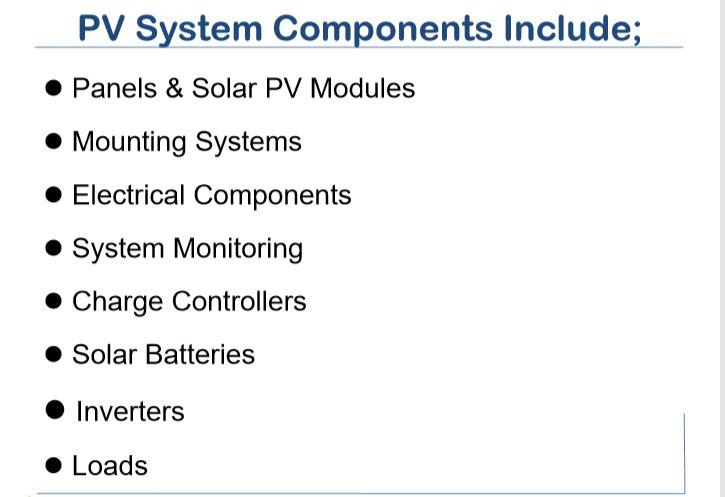 PV System Components Include;
● Panels & Solar PV Modules
● Mounting Systems
● Electrical Components
● System Monitoring
● Charge Controllers
● Solar Batteries
● Inverters
● Loads